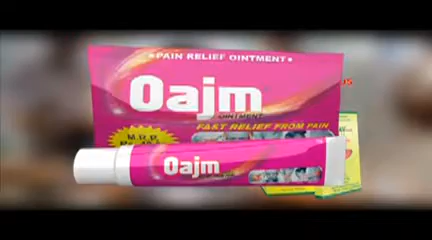 ★PAIN RELIEF OINTMENT★
Oajm
OINTMENT
FAST RELIEF FROM PAIN
M.R.P.
Oajm